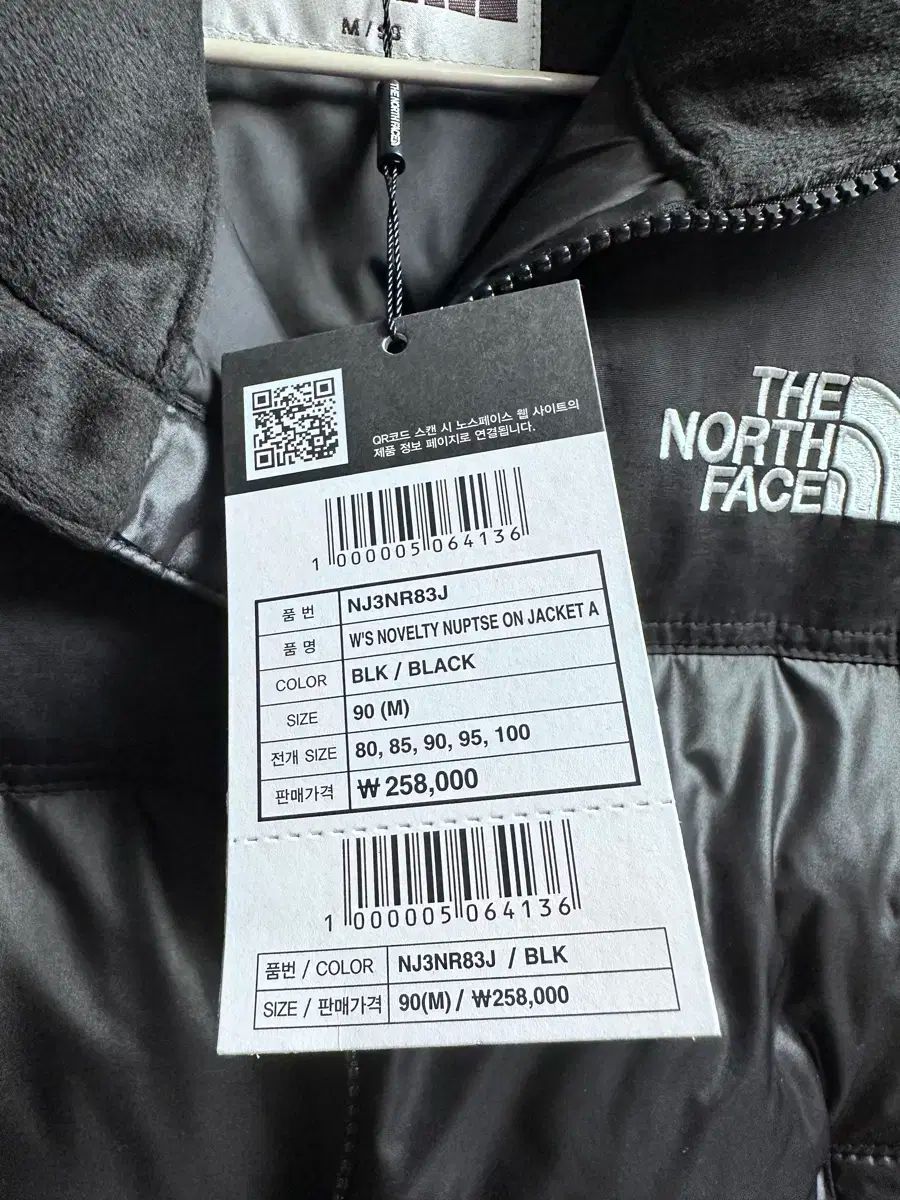 M / 90
THE NORTH FACE
THE
NORTH
FACE
QR코드 스캔 시 노스페이스 웹 사이트의
제품 정보 페이지로 연결됩니다.
1 000005 064136
품 번 NJ3NR83J
품 명 W'S NOVELTY NUPTSE ON JACKET A
COLOR BLK / BLACK
SIZE 90 (M)
전개 SIZE 80, 85, 90, 95, 100
판매가격 ₩ 258,000
1 000005 064136
품번 / COLOR NJ3NR83J / BLK
SIZE / 판매가격 90(M) / ₩258,000